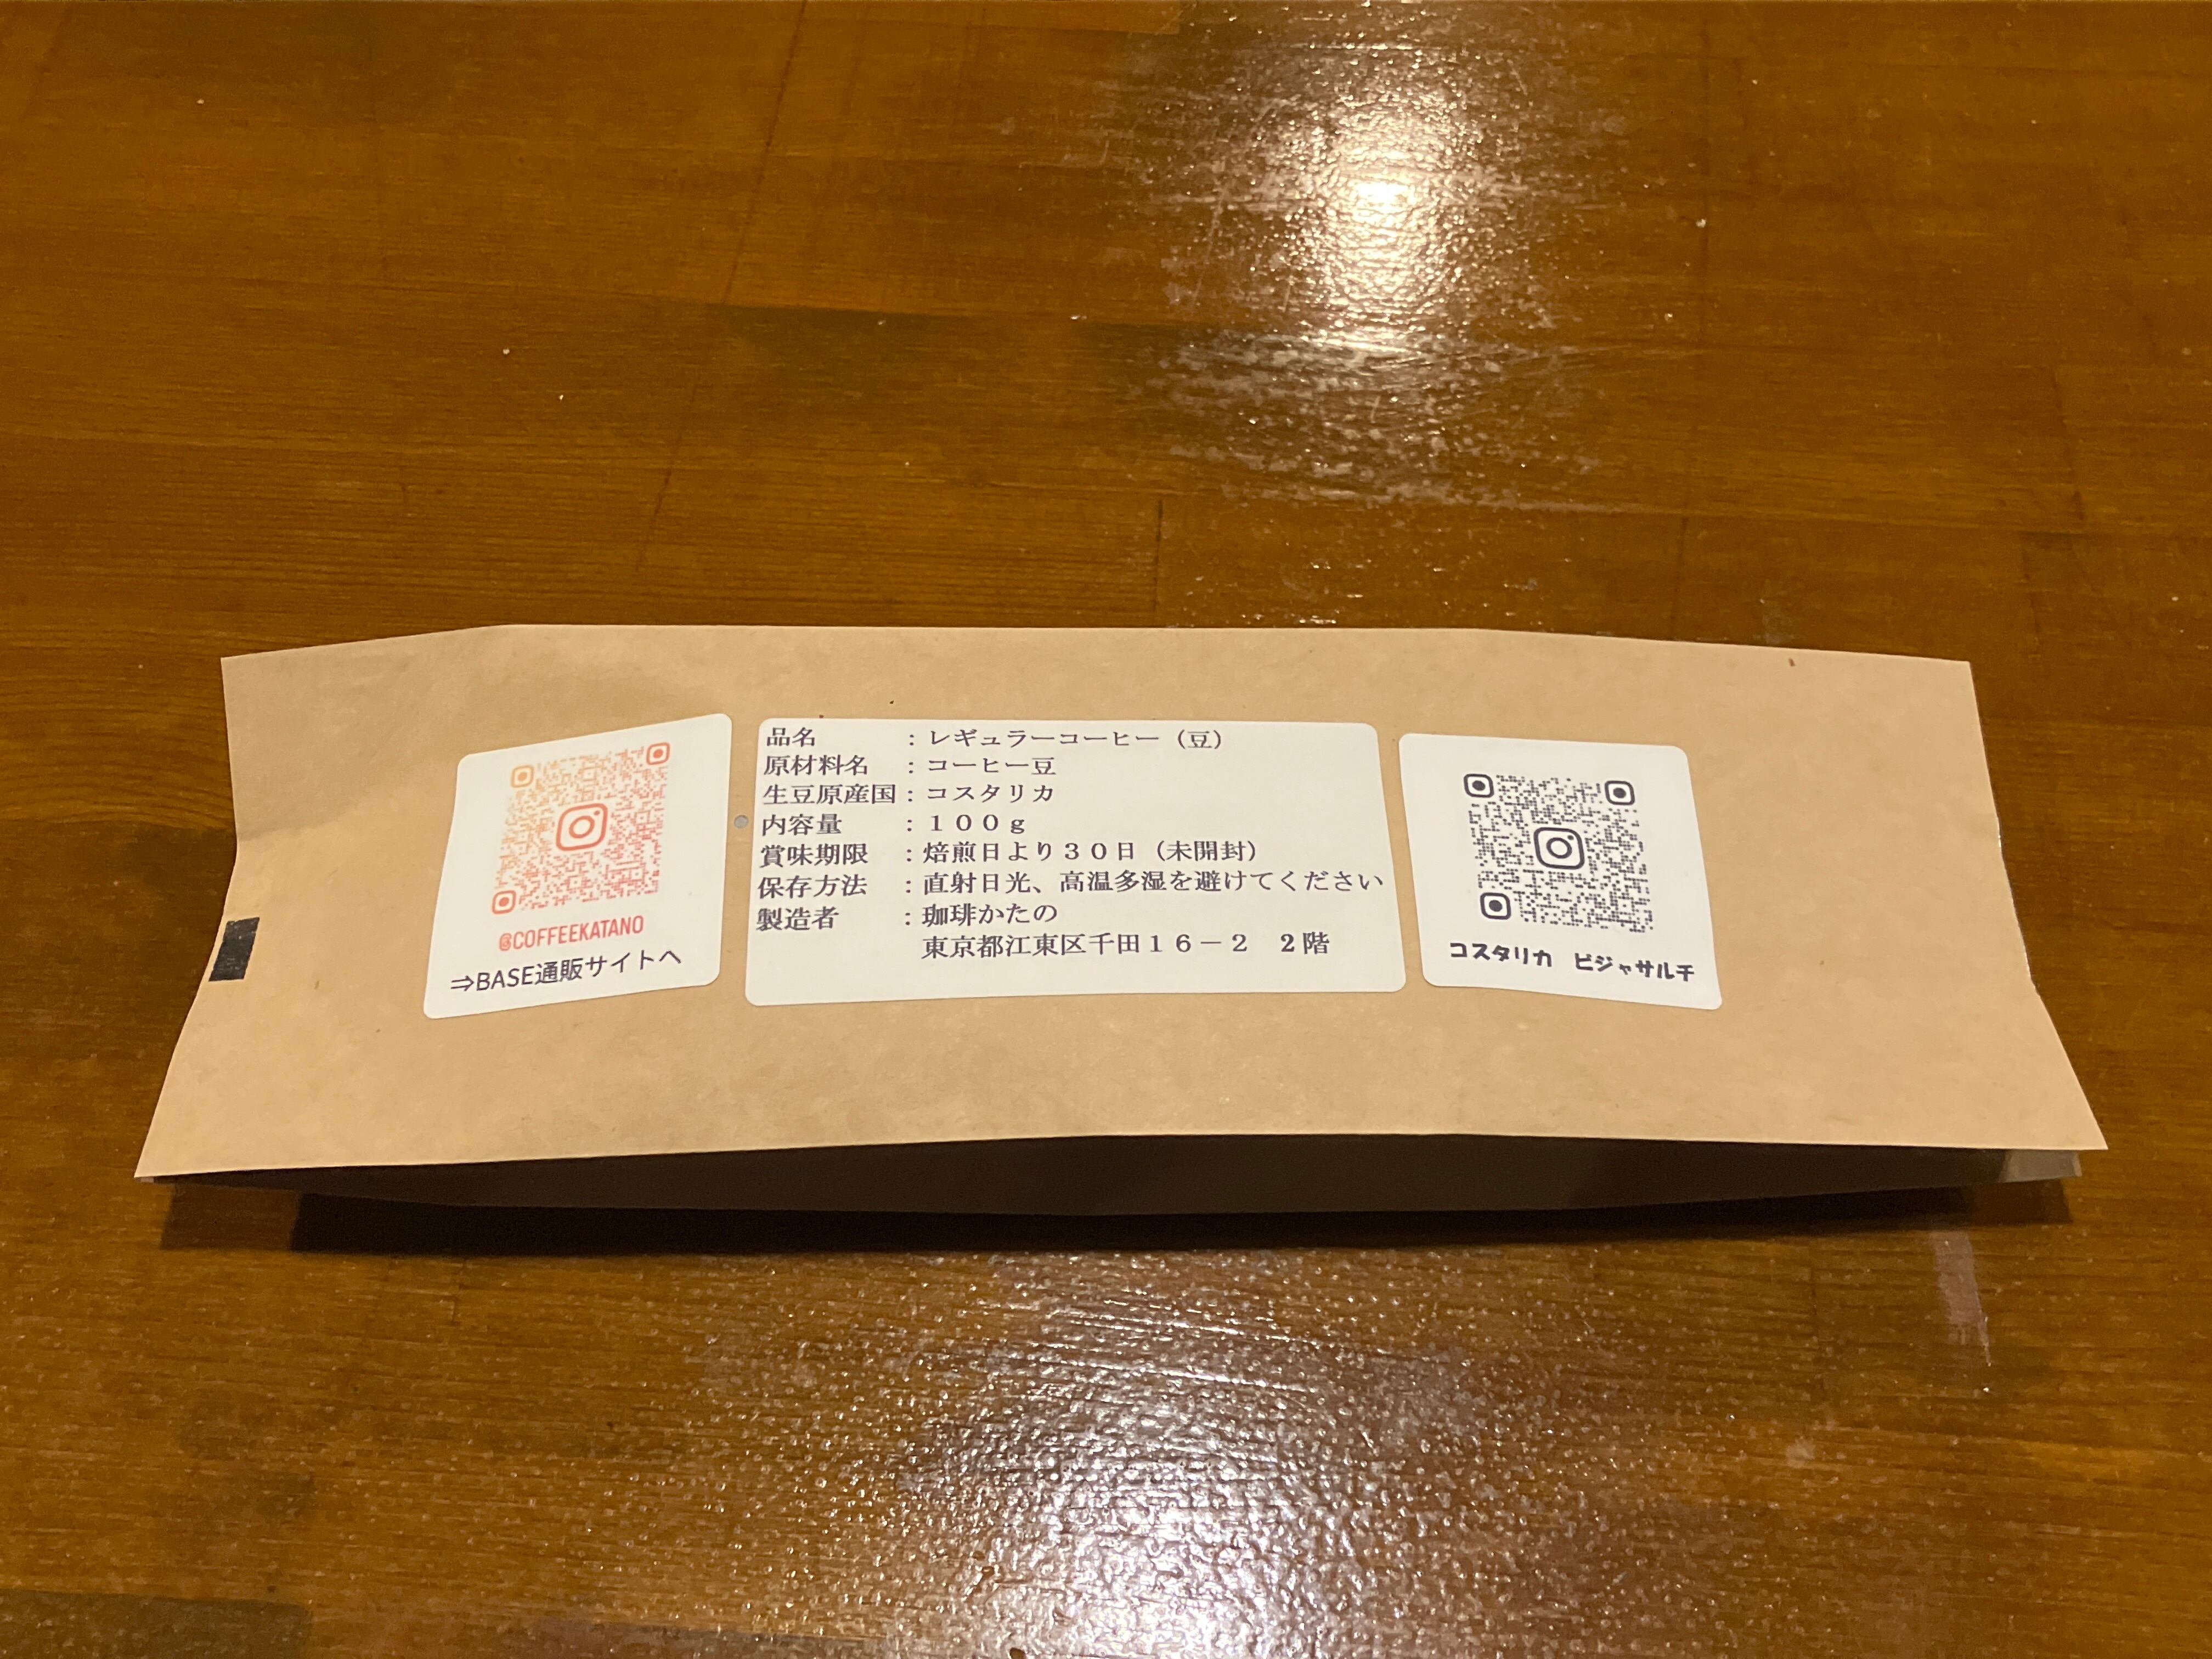 @COFFEEKATANO
⇒BASE通販サイトへ
品名　　　：レギュラーコーヒー（豆）
原材料名　：コーヒー豆
生豆原産国：コスタリカ
内容量　　：１００ｇ
賞味期限　：焙煎日より３０日（未開封）
保存方法　：直射日光、高温多湿を避けてください
製造者　　：珈琲かたの
東京都江東区千田１６－２　２階
コスタリカ　ビジャサルチ